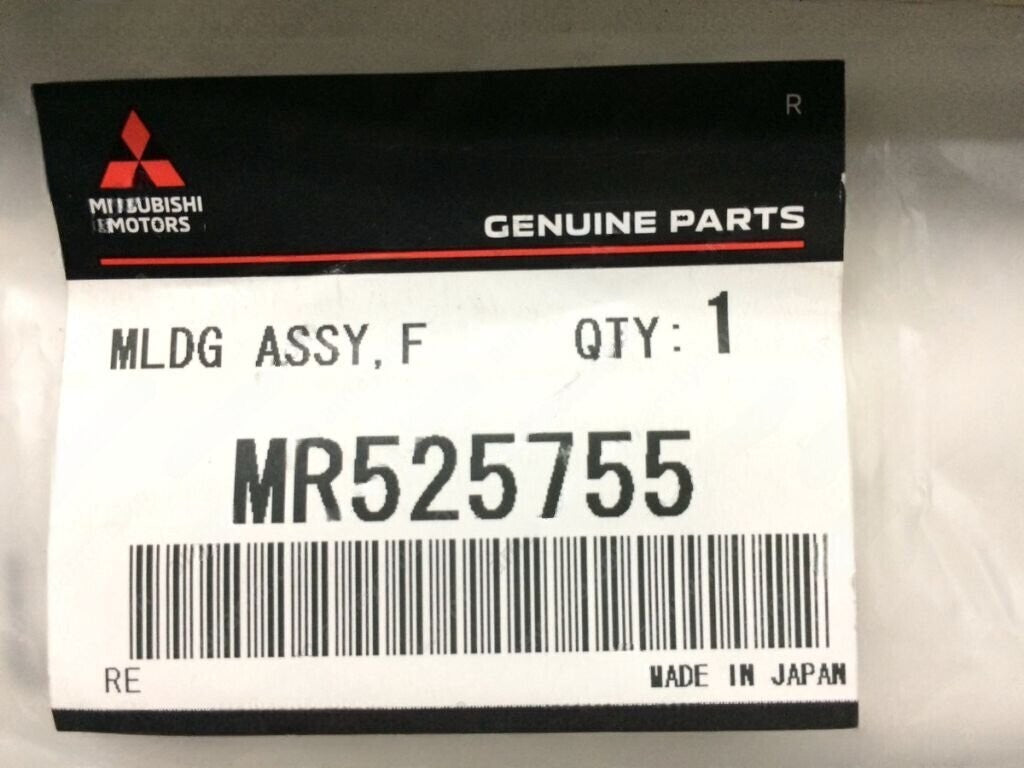 R
MITSUBISHI
MOTORS
GENUINE PARTS
MLDG ASSY,F QTY: 1
MR525755
RE MADE IN JAPAN